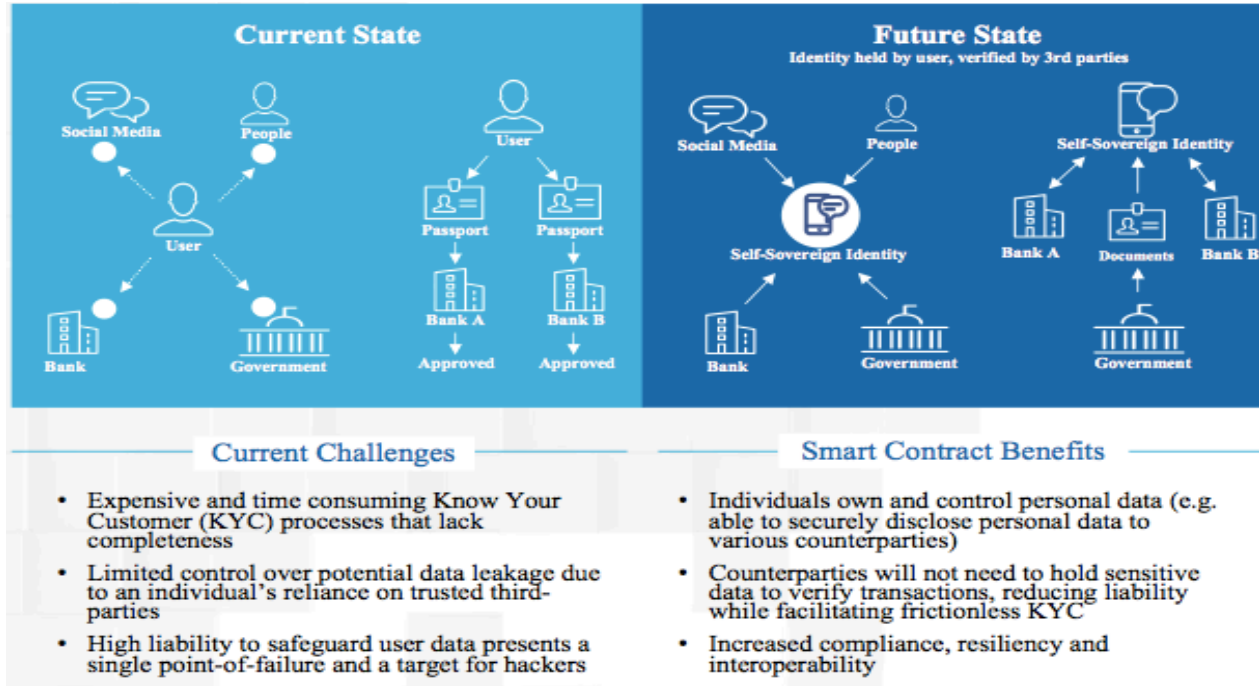 Current State
Social Media
People
User
Bank
Government
User
Passport
Passport
Bank A
Bank B
Approved
Approved
Future State
Identity held by user, verified by 3rd parties
Social Media
People
Self-Sovereign Identity
Bank
Government
Self-Sovereign Identity
Bank A
Documents
Bank B
Government
Current Challenges
• Expensive and time consuming Know Your
Customer (KYC) processes that lack
completeness
• Limited control over potential data leakage due
to an individual's reliance on trusted third-
parties
• High liability to safeguard user data presents a
single point-of-failure and a target for hackers
Smart Contract Benefits
• Individuals own and control personal data (e.g.
able to securely disclose personal data to
various counterparties)
• Counterparties will not need to hold sensitive
data to verify transactions, reducing liability
while facilitating frictionless KYC
• Increased compliance, resiliency and
interoperability